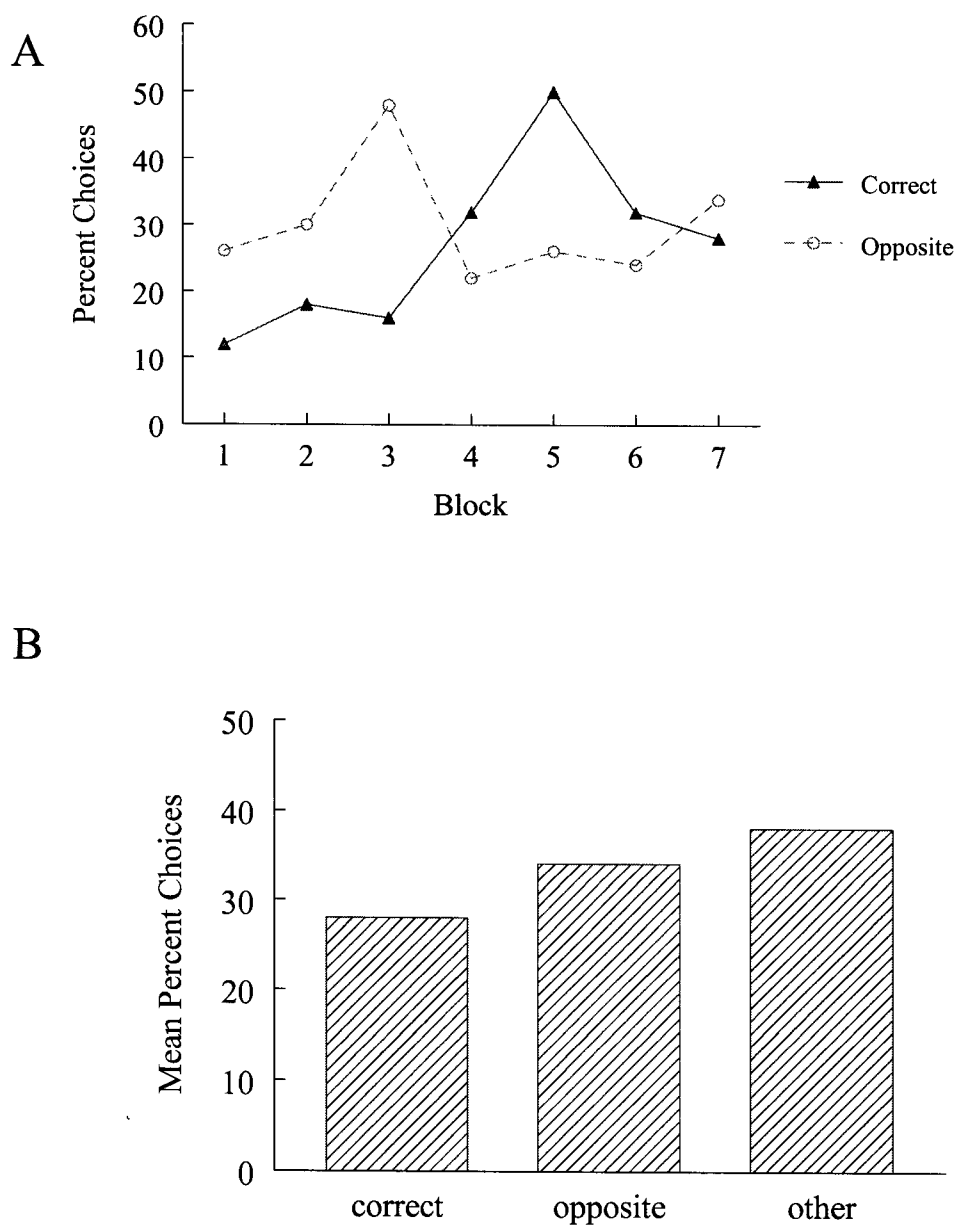 A
60
50
40
30
20
10
0
Percent Choices
1 2 3 4 5 6 7
Block
Correct
Opposite
B
50
40
30
20
10
0
Mean Percent Choices
correct opposite other